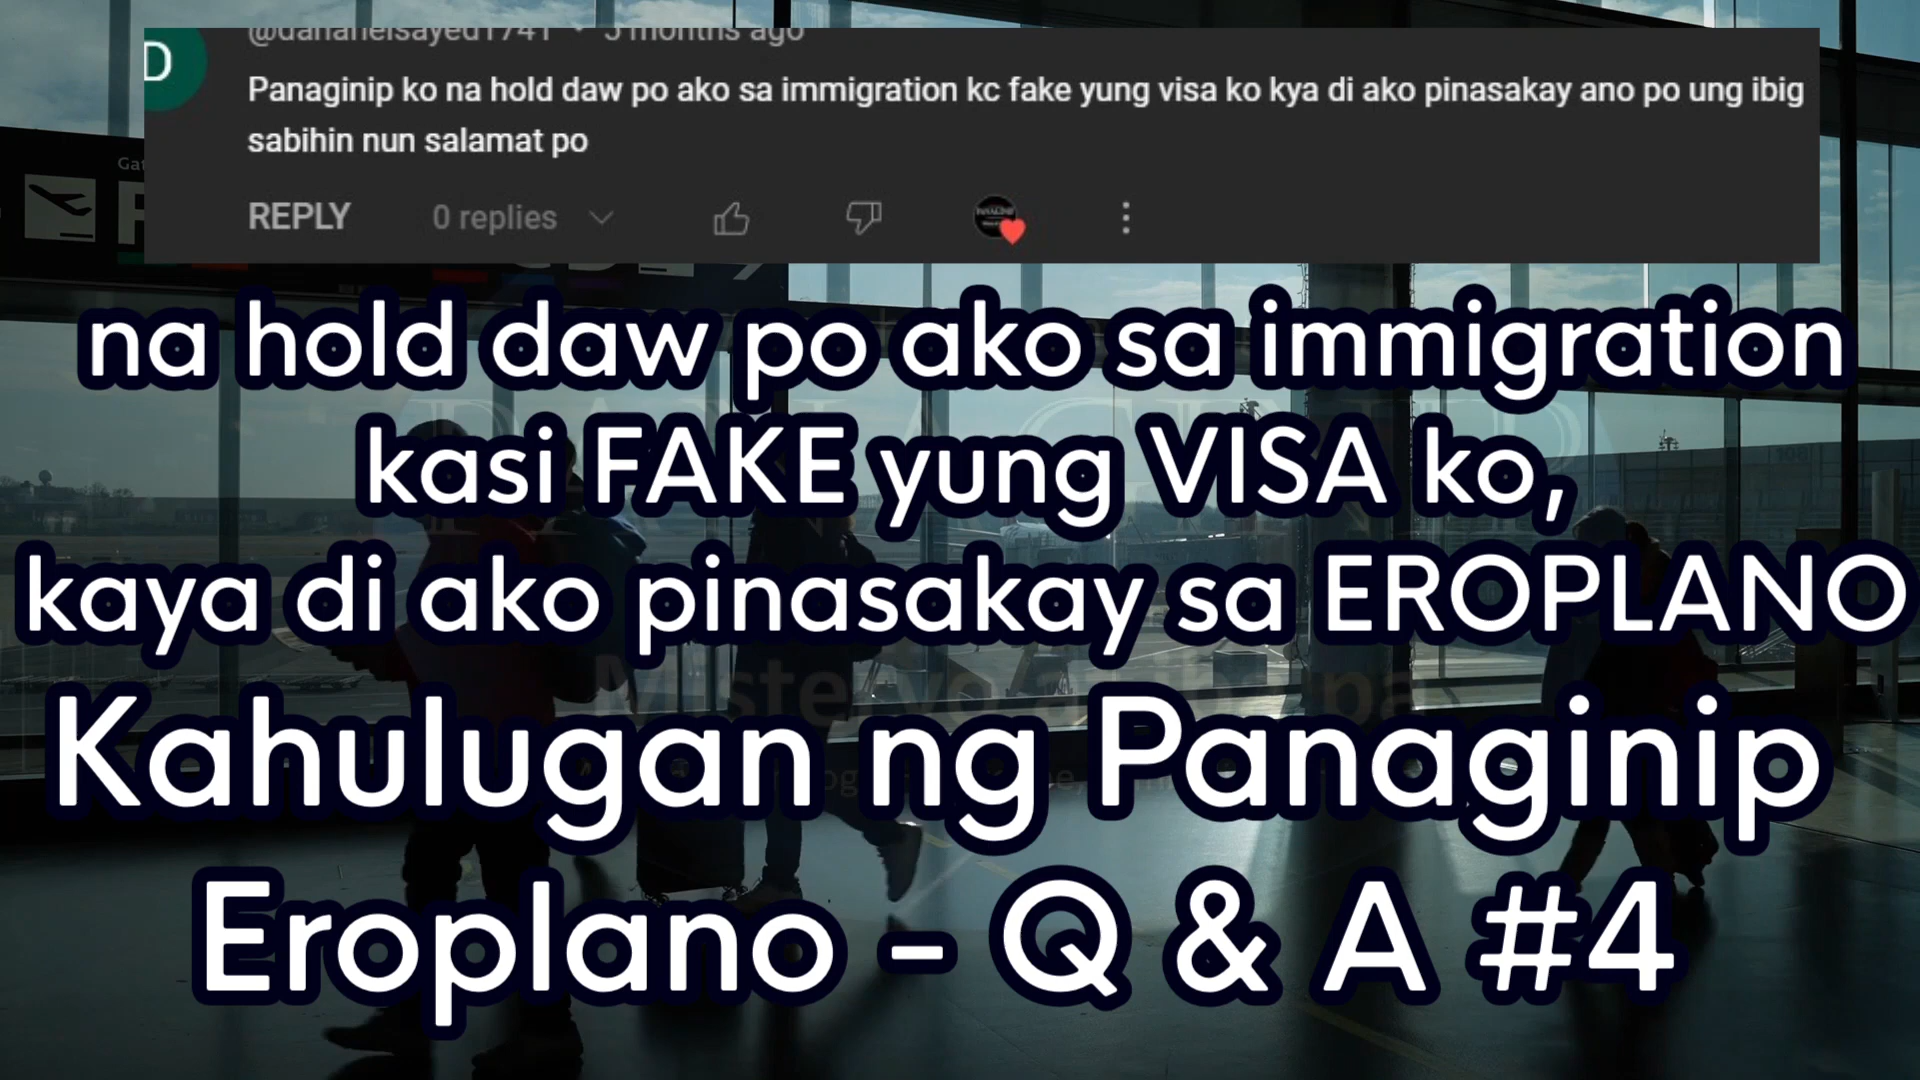 D
months ago
Panaginip ko na hold daw po ako sa immigration kc fake yung visa ko kya di ako pinasakay ano po ung ibig
sabihin nun salamat po
REPLY 0 replies
na hold daw po ako sa immigration
kasi FAKE yung VISA ko,
kaya di ako pinasakay sa EROPLANO
Kahulugan ng Panaginip
Eroplano - Q & A #4